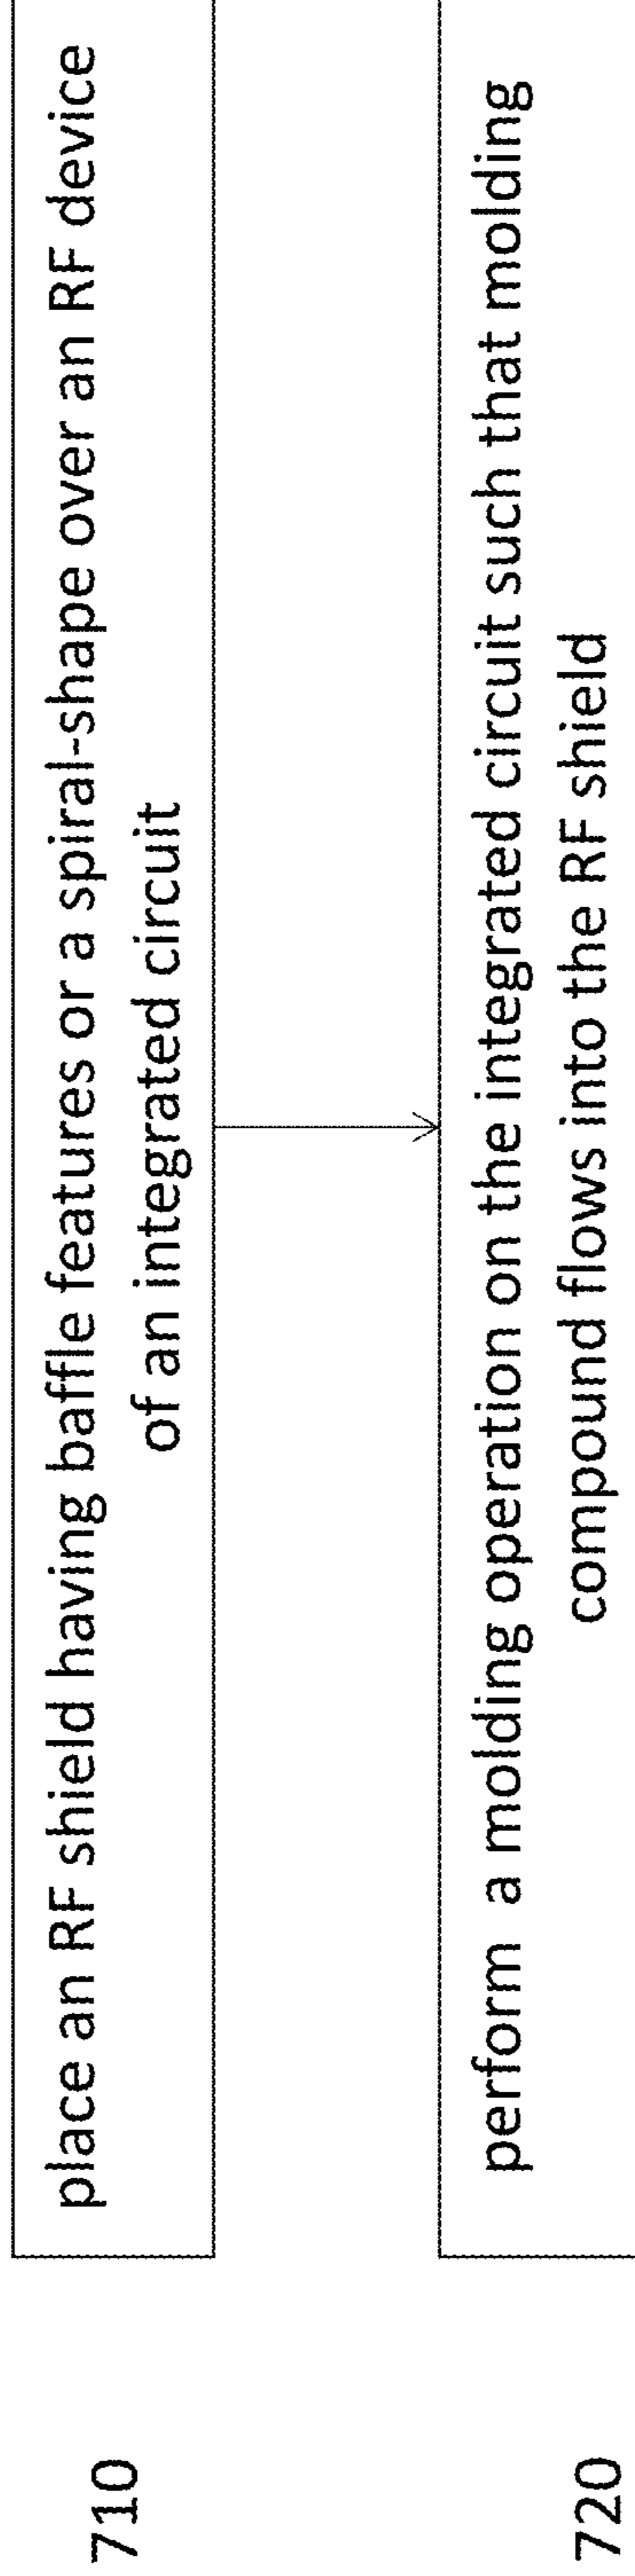 710
place an RF shield having baffle features or a spiral-shape over an RF device
of an integrated circuit
720
perform a molding operation on the integrated circuit such that molding
compound flows into the RF shield